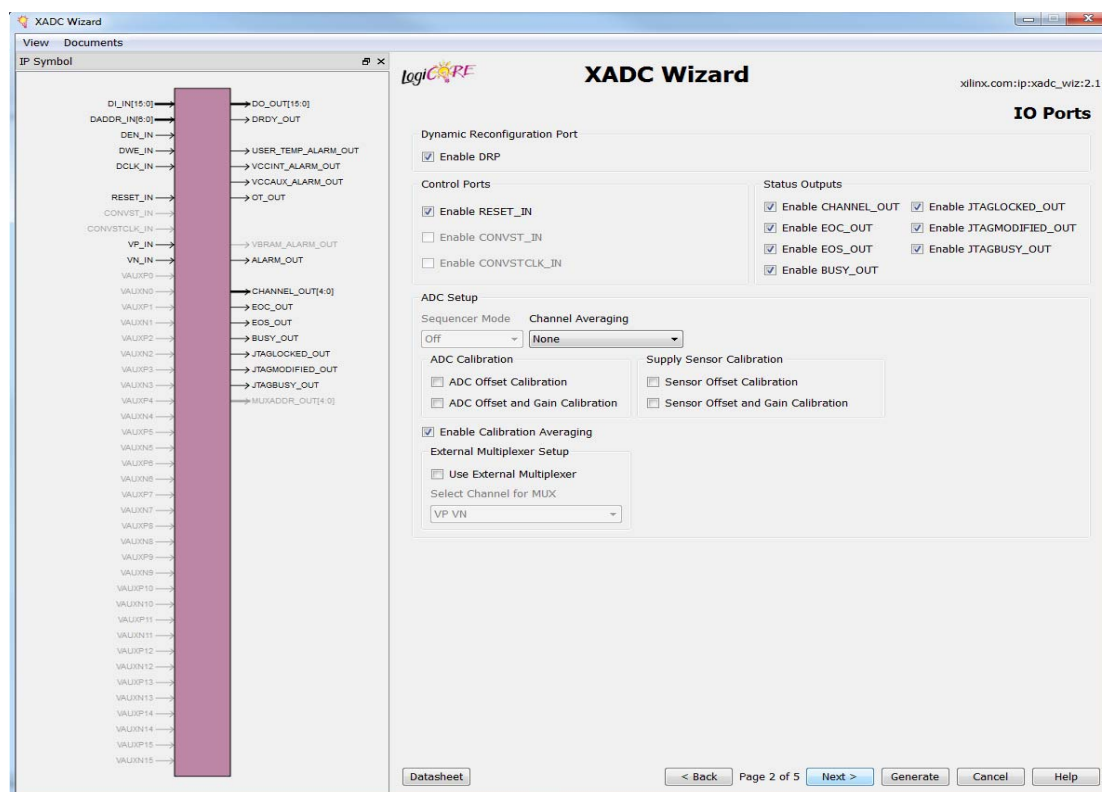 XADC Wizard
View Documents
IP Symbol
DI_IN[15:0]
DADDR_IN[6:0]
DEN_IN
DWE_IN
DCLK_IN
RESET_IN
CONVST_IN
CONVSTCLK_IN
VP_IN
VN_IN
VAUXP0
VAUXN0
VAUXP1
VAUXN1
VAUXP2
VAUXN2
VAUXP3
VAUXN3
VAUXP4
VAUXN4
VAUXP5
VAUXN5
VAUXP6
VAUXN6
VAUXP7
VAUXN7
VAUXP8
VAUXN8
VAUXP9
VAUXN9
VAUXP10
VAUXN10
VAUXP11
VAUXN11
VAUXP12
VAUXN12
VAUXP13
VAUXN13
VAUXP14
VAUXN14
VAUXP15
VAUXN15
DO_OUT[15:0]
DRDY_OUT
USER_TEMP_ALARM_OUT
VCCINT_ALARM_OUT
VCCAUX_ALARM_OUT
OT_OUT
VBRAM_ALARM_OUT
ALARM_OUT
CHANNEL_OUT[4:0]
EOC_OUT
EOS_OUT
BUSY_OUT
JTAGLOCKED_OUT
JTAGMODIFIED_OUT
JTAGBUSY_OUT
MUXADDR_OUT[4:0]
logiCORE
XADC Wizard
xilinx.com:ip:xadc_wiz:2.1
IO Ports
Dynamic Reconfiguration Port
Enable DRP
Control Ports
Enable RESET_IN
Enable CONVST_IN
Enable CONVSTCLK_IN
Status Outputs
Enable CHANNEL_OUT Enable JTAGLOCKED_OUT
Enable EOC_OUT Enable JTAGMODIFIED_OUT
Enable EOS_OUT Enable JTAGBUSY_OUT
Enable BUSY_OUT
ADC Setup
Sequencer Mode Channel Averaging
Off None
ADC Calibration
ADC Offset Calibration
ADC Offset and Gain Calibration
Supply Sensor Calibration
Sensor Offset Calibration
Sensor Offset and Gain Calibration
Enable Calibration Averaging
External Multiplexer Setup
Use External Multiplexer
Select Channel for MUX
VP VN
Datasheet < Back Page 2 of 5 Next > Generate Cancel Help